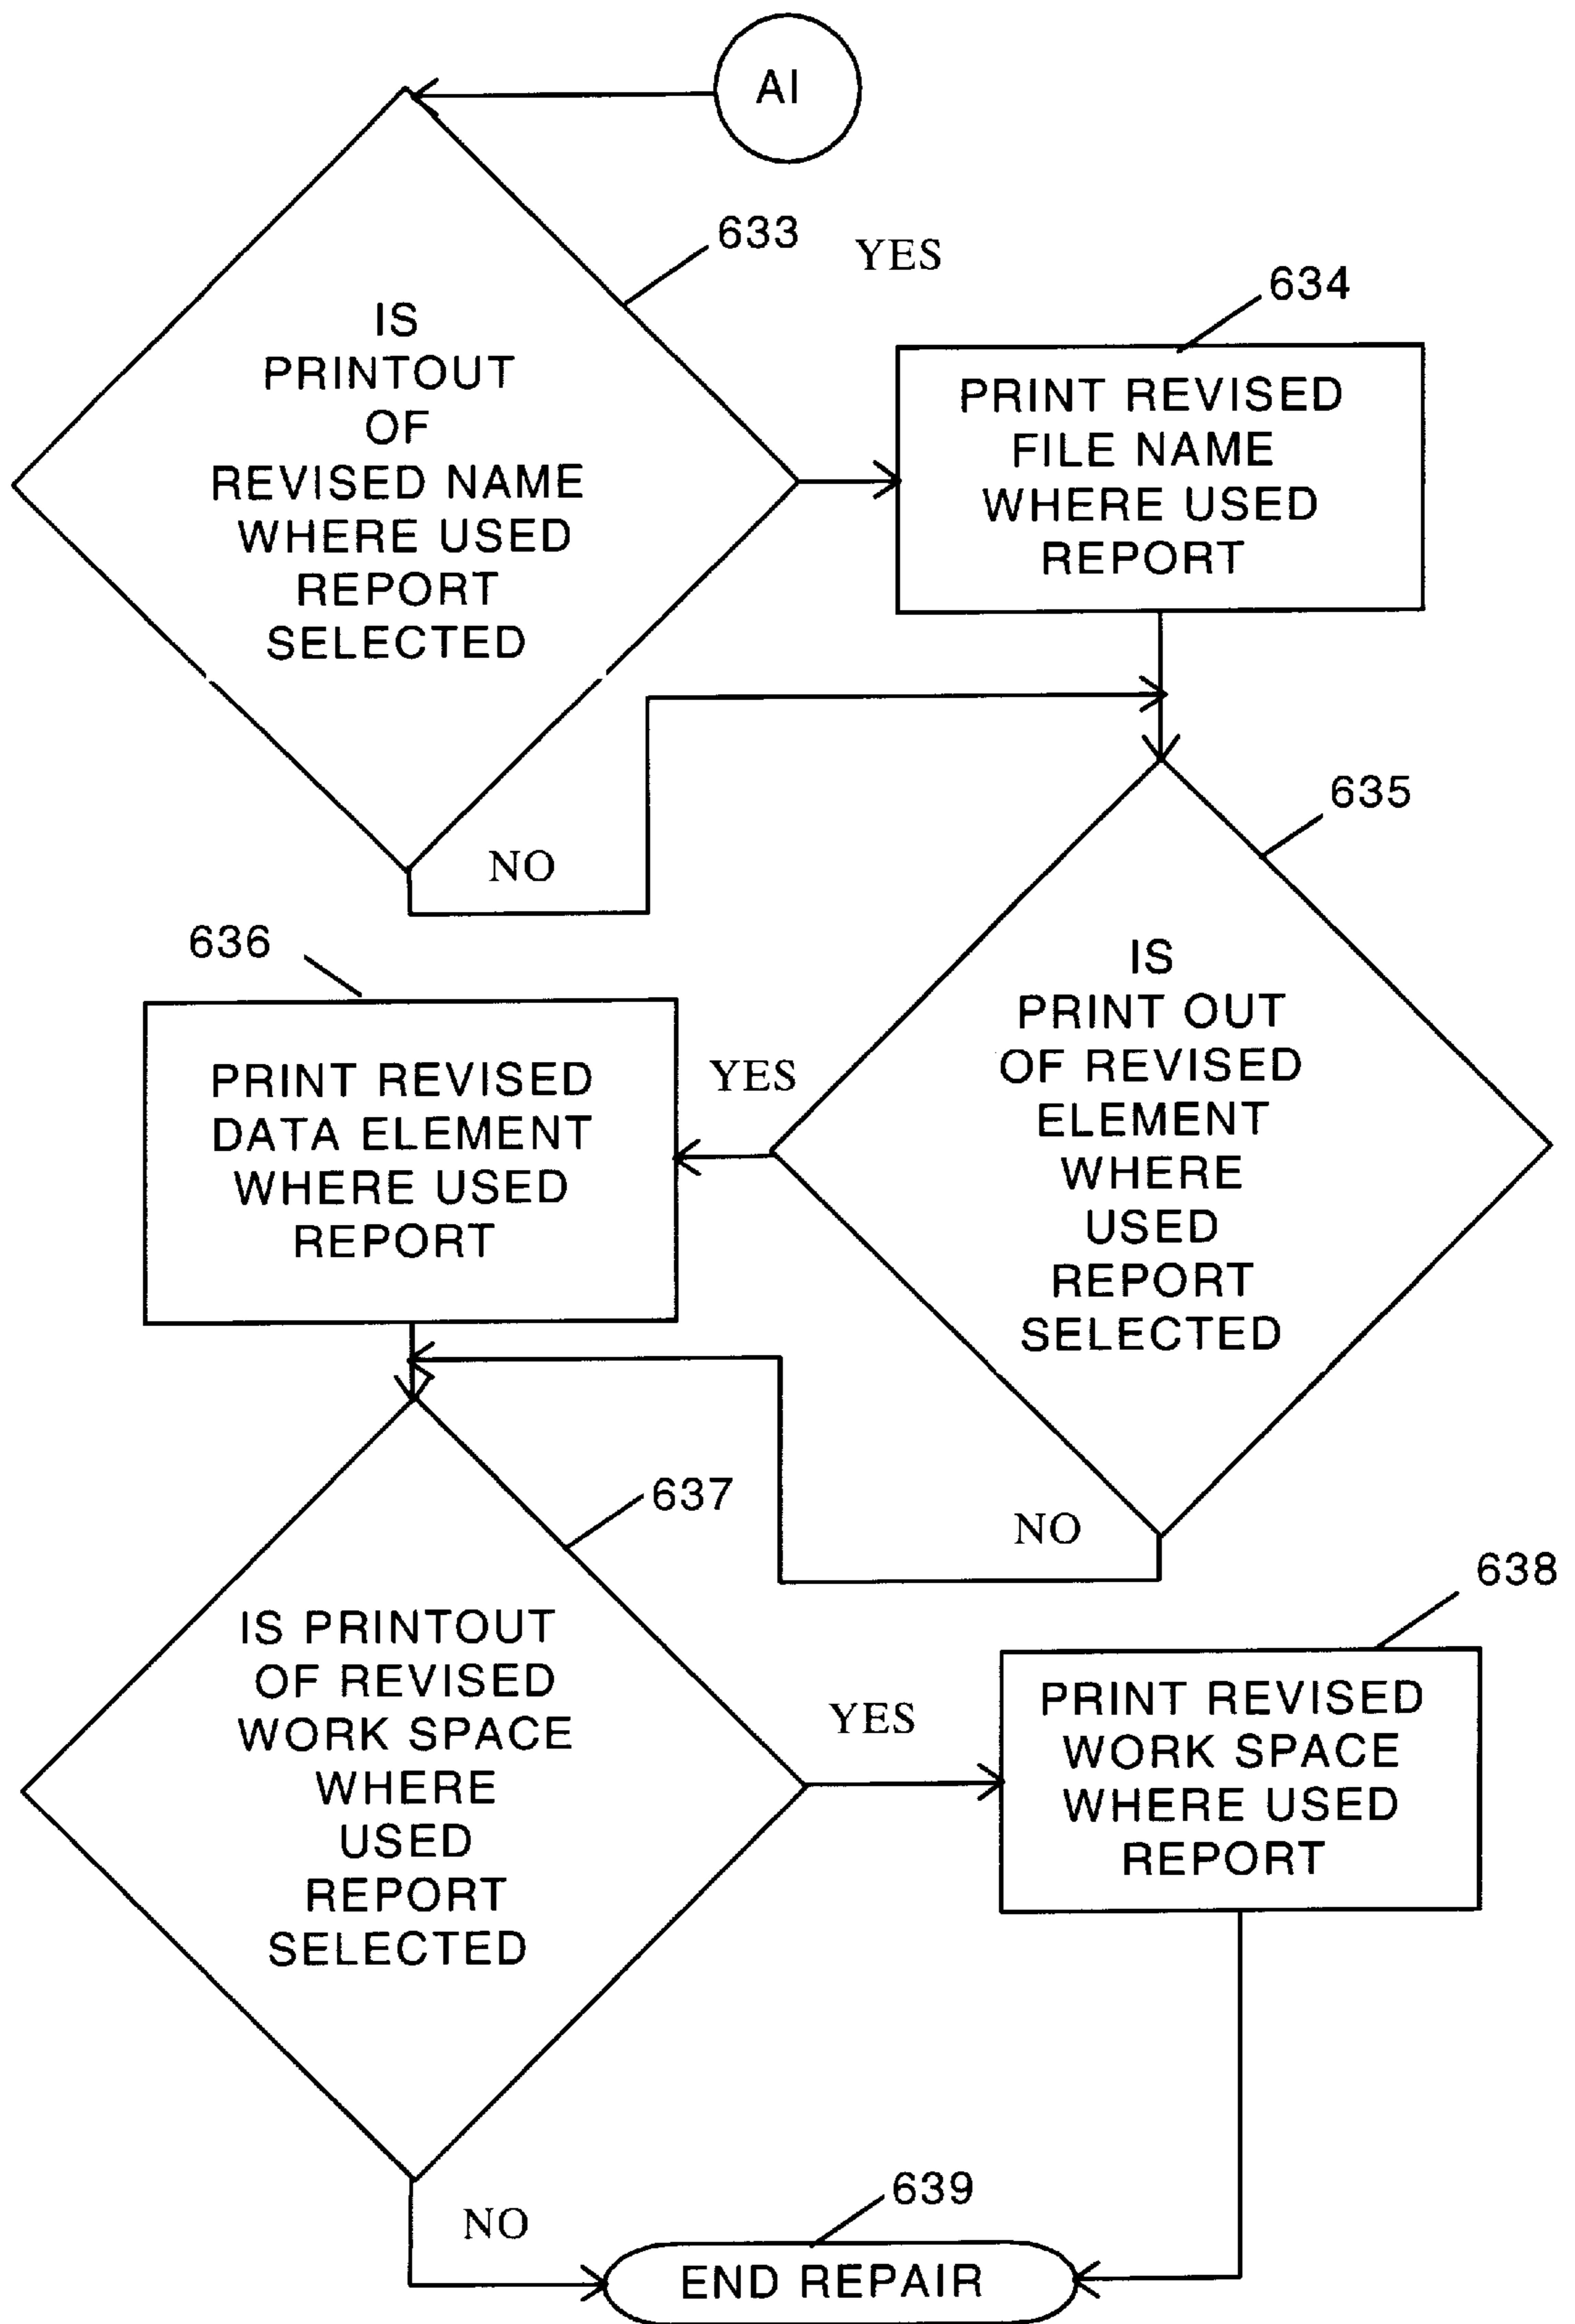 AI
633
YES
IS
PRINTOUT
OF
REVISED NAME
WHERE USED
REPORT
SELECTED
634
PRINT REVISED
FILE NAME
WHERE USED
REPORT
NO
635
IS
PRINT OUT
OF REVISED
ELEMENT
WHERE
USED
REPORT
SELECTED
YES
636
PRINT REVISED
DATA ELEMENT
WHERE USED
REPORT
NO
637
IS PRINTOUT
OF REVISED
WORK SPACE
WHERE
USED
REPORT
SELECTED
YES
638
PRINT REVISED
WORK SPACE
WHERE USED
REPORT
NO
639
END REPAIR